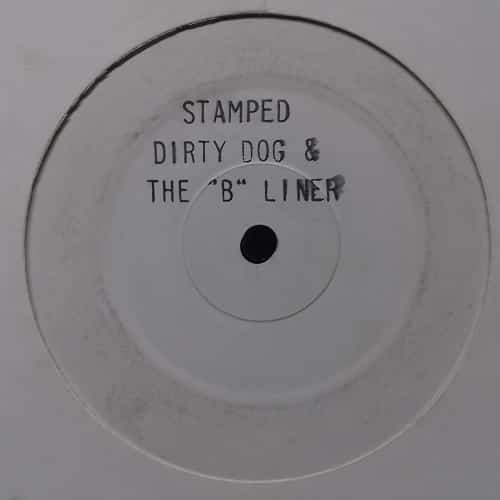 STAMPED
DIRTY DOG &
THE "B" LINER